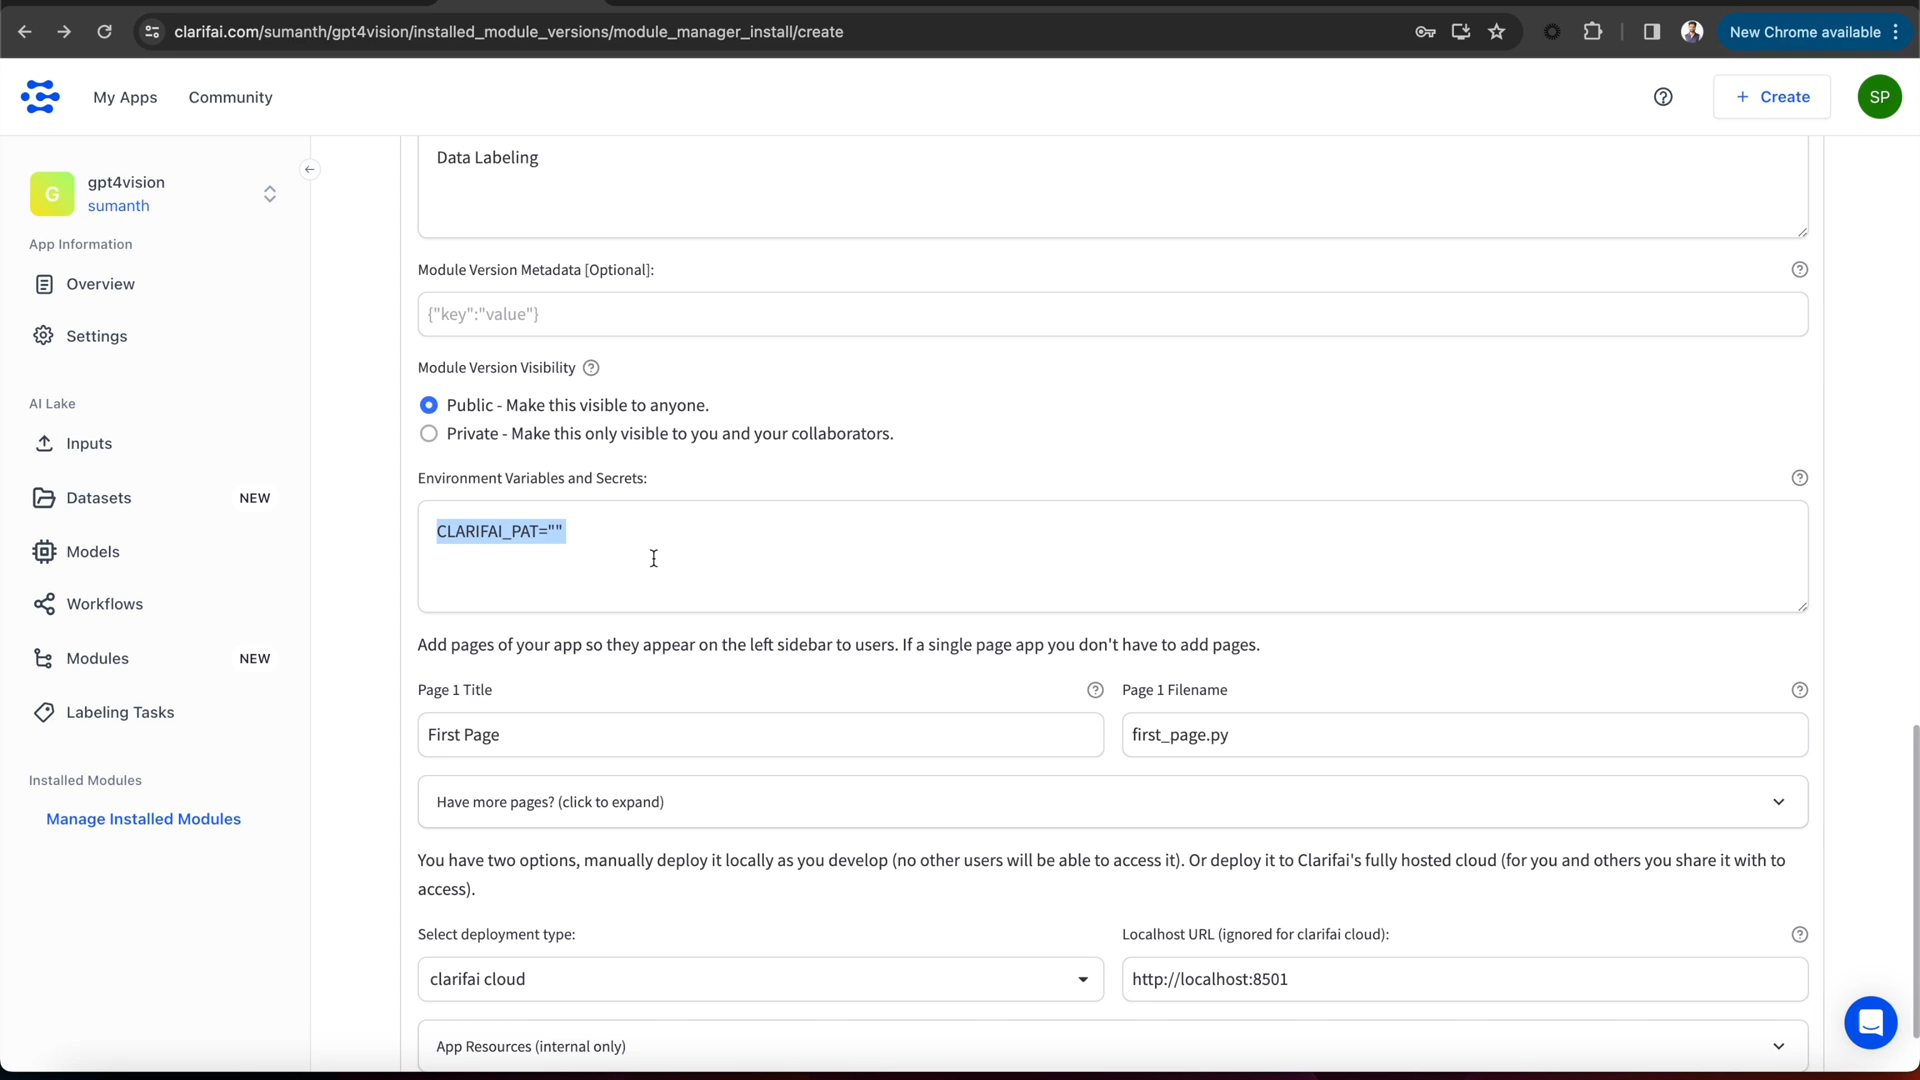 clarifai.com/sumanth/gpt4vision/installed_module_versions/module_manager_install/create
New Chrome available
My Apps
Community
+ Create
SP
G
gpt4vision
sumanth
App Information
Overview
Settings
AI Lake
Inputs
Datasets NEW
Models
Workflows
Modules NEW
Labeling Tasks
Installed Modules
Manage Installed Modules
Data Labeling
Module Version Metadata [Optional]:
{"key":"value"}
Module Version Visibility
Public - Make this visible to anyone.
Private - Make this only visible to you and your collaborators.
Environment Variables and Secrets:
CLARIFAI_PAT=""
Add pages of your app so they appear on the left sidebar to users. If a single page app you don't have to add pages.
Page 1 Title
Page 1 Filename
First Page
first_page.py
Have more pages? (click to expand)
You have two options, manually deploy it locally as you develop (no other users will be able to access it). Or deploy it to Clarifai's fully hosted cloud (for you and others you share it with to
access).
Select deployment type:
Localhost URL (ignored for clarifai cloud):
clarifai cloud
http://localhost:8501
App Resources (internal only)